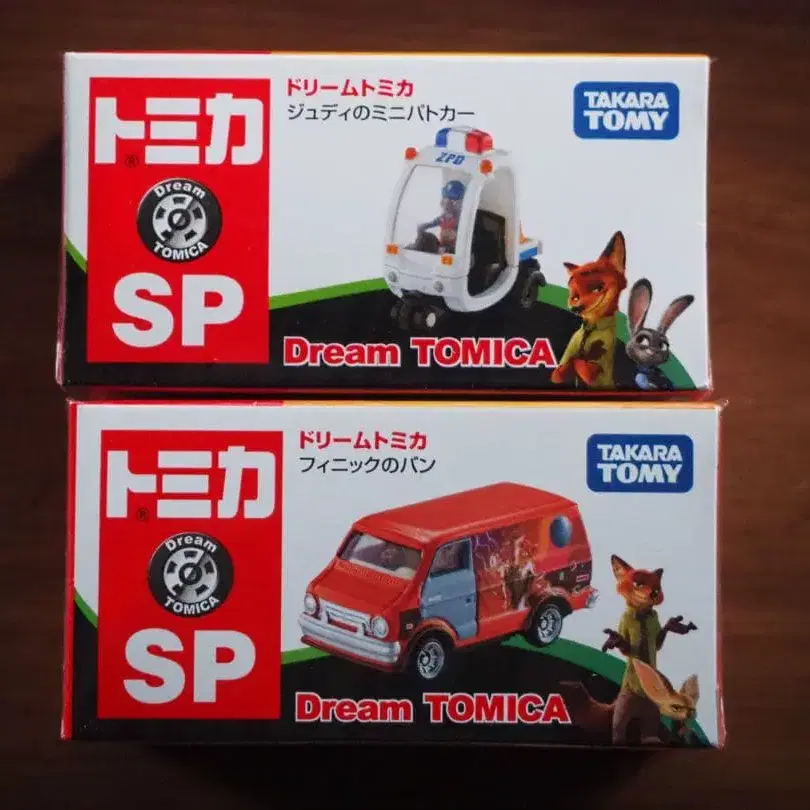 トミカ
®
Dream
TOMICA
SP
ドリームトミカ
ジュディのミニパトカー
TAKARA
TOMY
ZPD
Dream TOMICA
トミカ
®
Dream
TOMICA
SP
ドリームトミカ
フィニックのバン
TAKARA
TOMY
Dream TOMICA